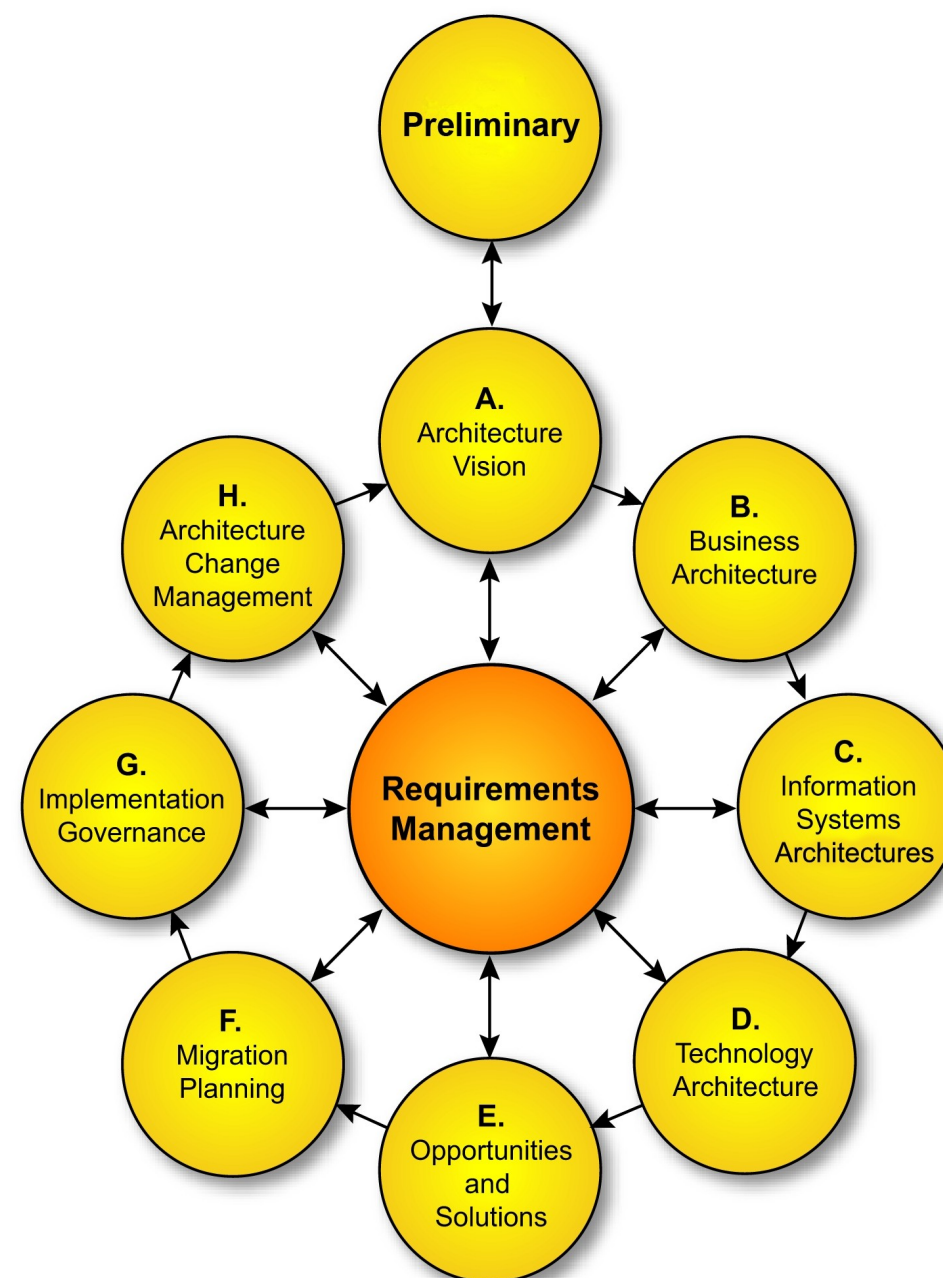 Preliminary
A.
Architecture
Vision
B.
Business
Architecture
C.
Information
Systems
Architectures
D.
Technology
Architecture
E.
Opportunities
and
Solutions
F.
Migration
Planning
G.
Implementation
Governance
H.
Architecture
Change
Management
Requirements
Management